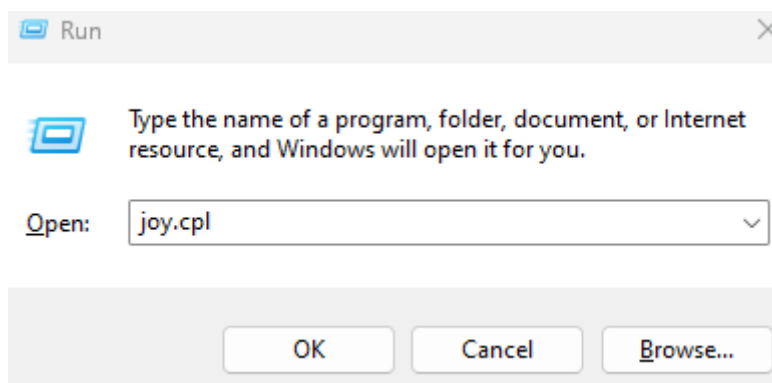 Run
Type the name of a program, folder, document, or Internet
resource, and Windows will open it for you.
Open: joy.cpl
OK Cancel Browse...